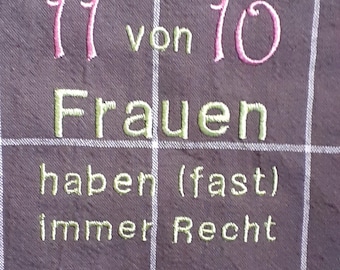 11 von 10
Frauen
haben (fast)
immer Recht